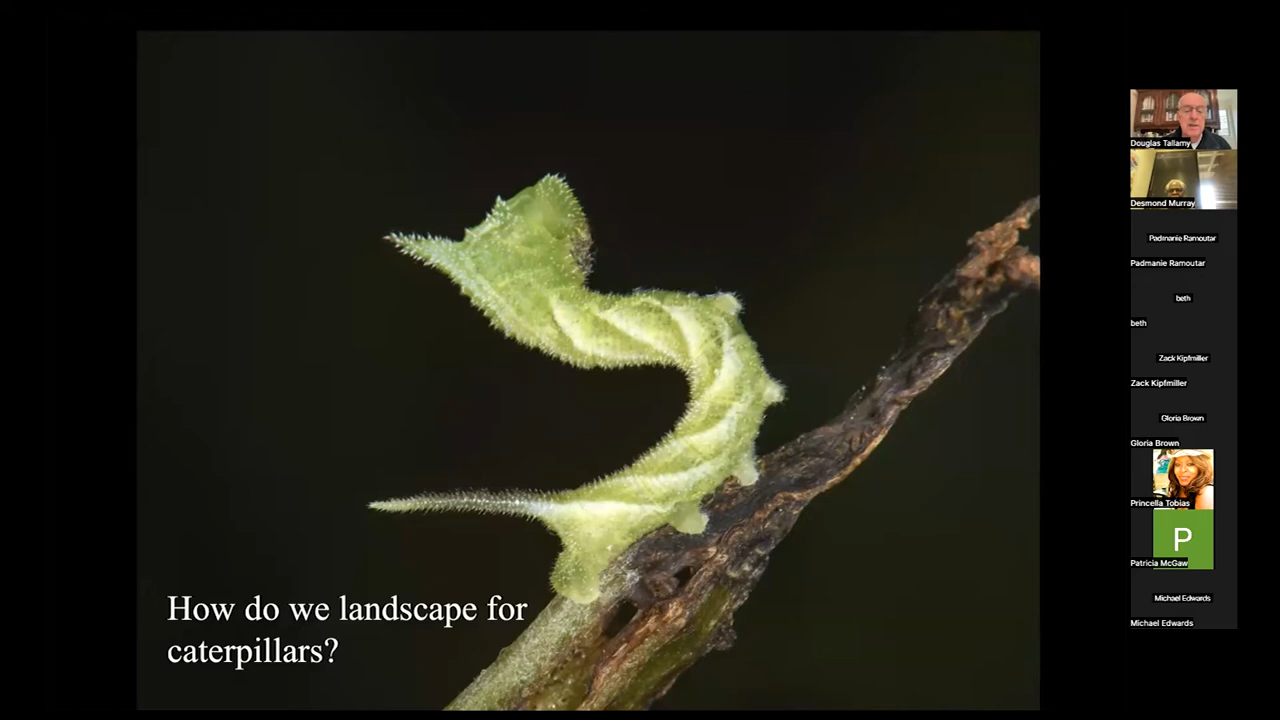 How do we landscape for
caterpillars?
Douglas Tallamy
Desmond Murray
Padmanie Ramoutar
Padmanie Ramoutar
beth
beth
Zack Kipfmiller
Zack Kipfmiller
Gloria Brown
Gloria Brown
Princella Tobias
P
Patricia McGaw
Michael Edwards
Michael Edwards